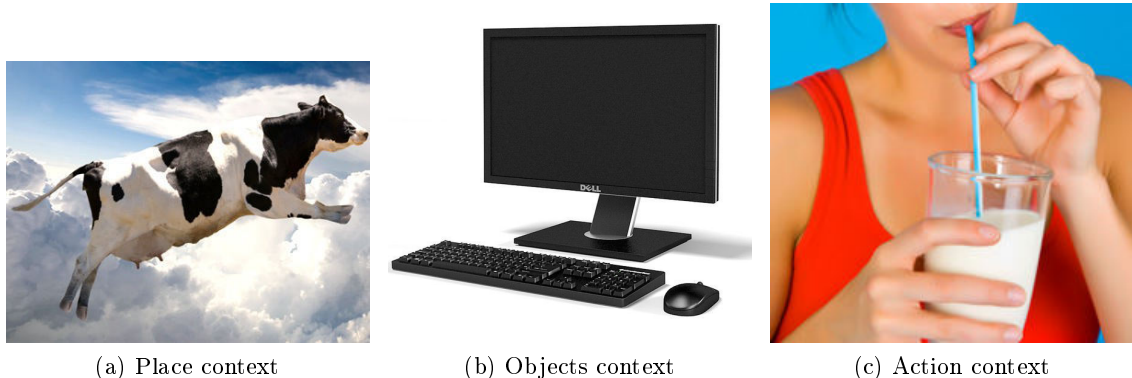 DELL
(a) Place context
(b) Objects context
(c) Action context